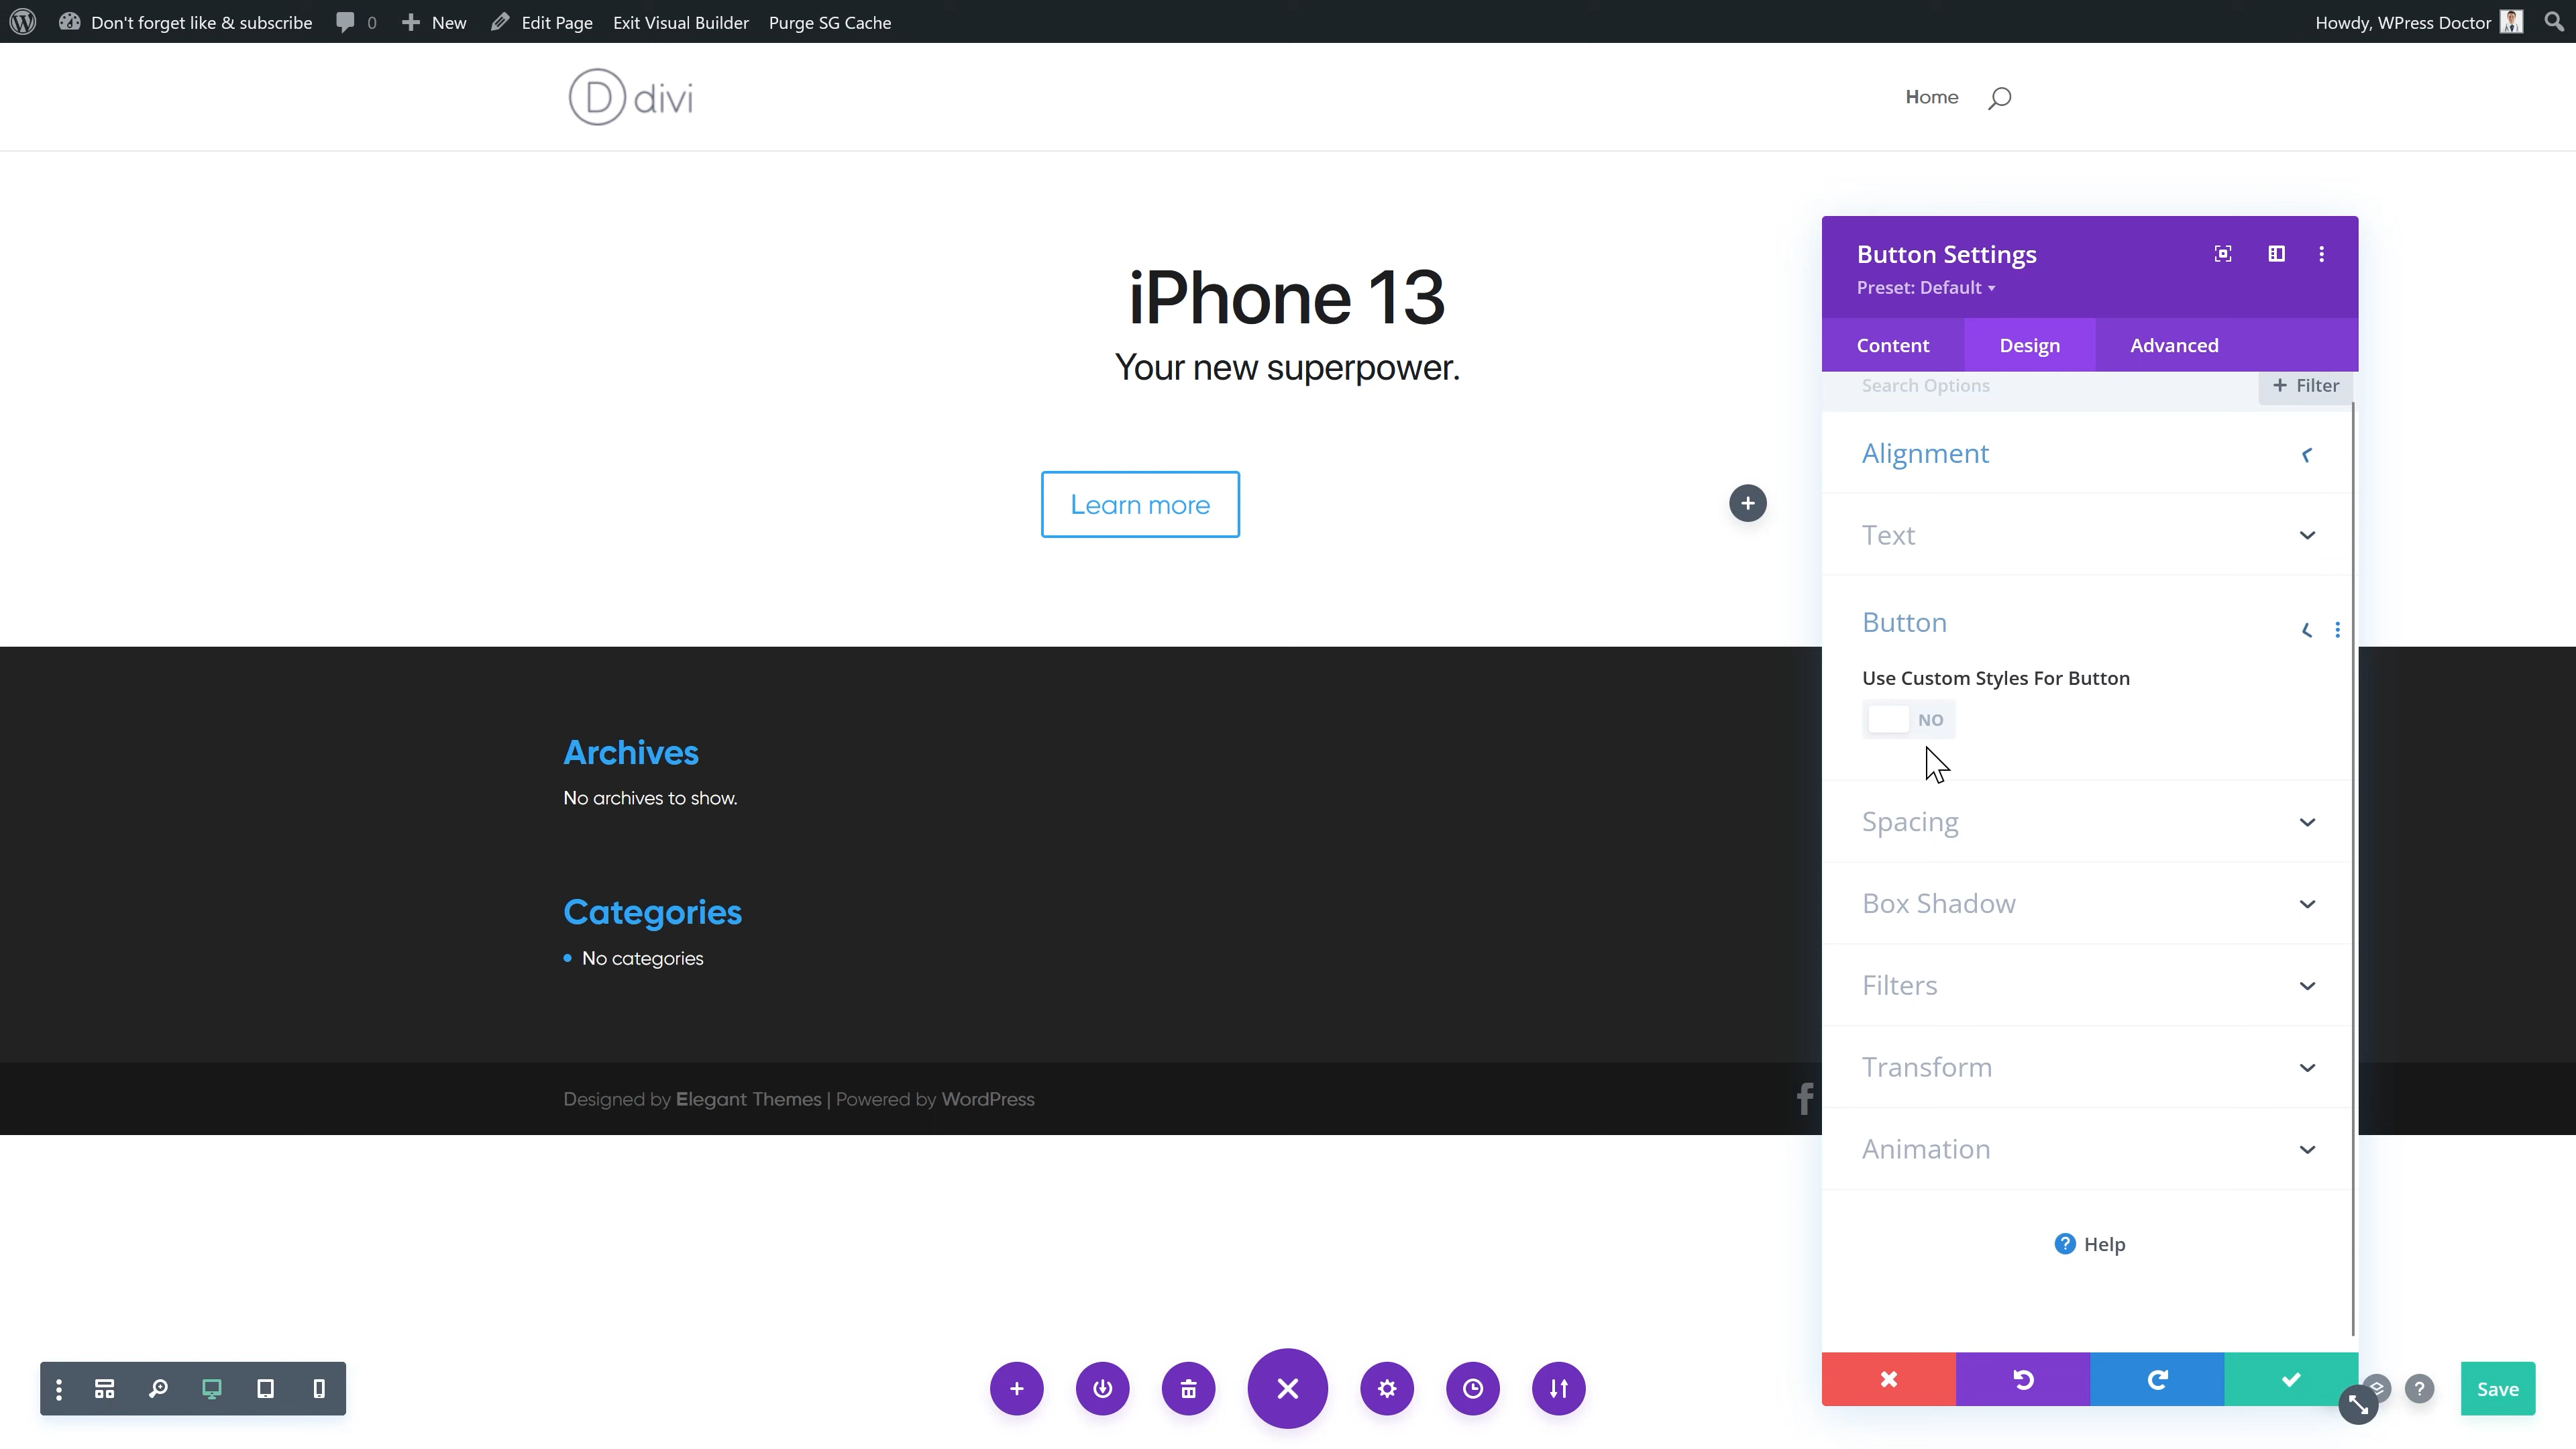 Don't forget like & subscribe 0 New Edit Page Exit Visual Builder Purge SG Cache Howdy, WPress Doctor
D divi
Home
iPhone 13
Your new superpower.
Learn more
Button Settings
Preset: Default
Content Design Advanced
Search Options + Filter
Alignment
Text
Button
Use Custom Styles For Button
NO
Spacing
Box Shadow
Filters
Transform
Animation
? Help
Archives
No archives to show.
Categories
No categories
Designed by Elegant Themes | Powered by WordPress
?
Save